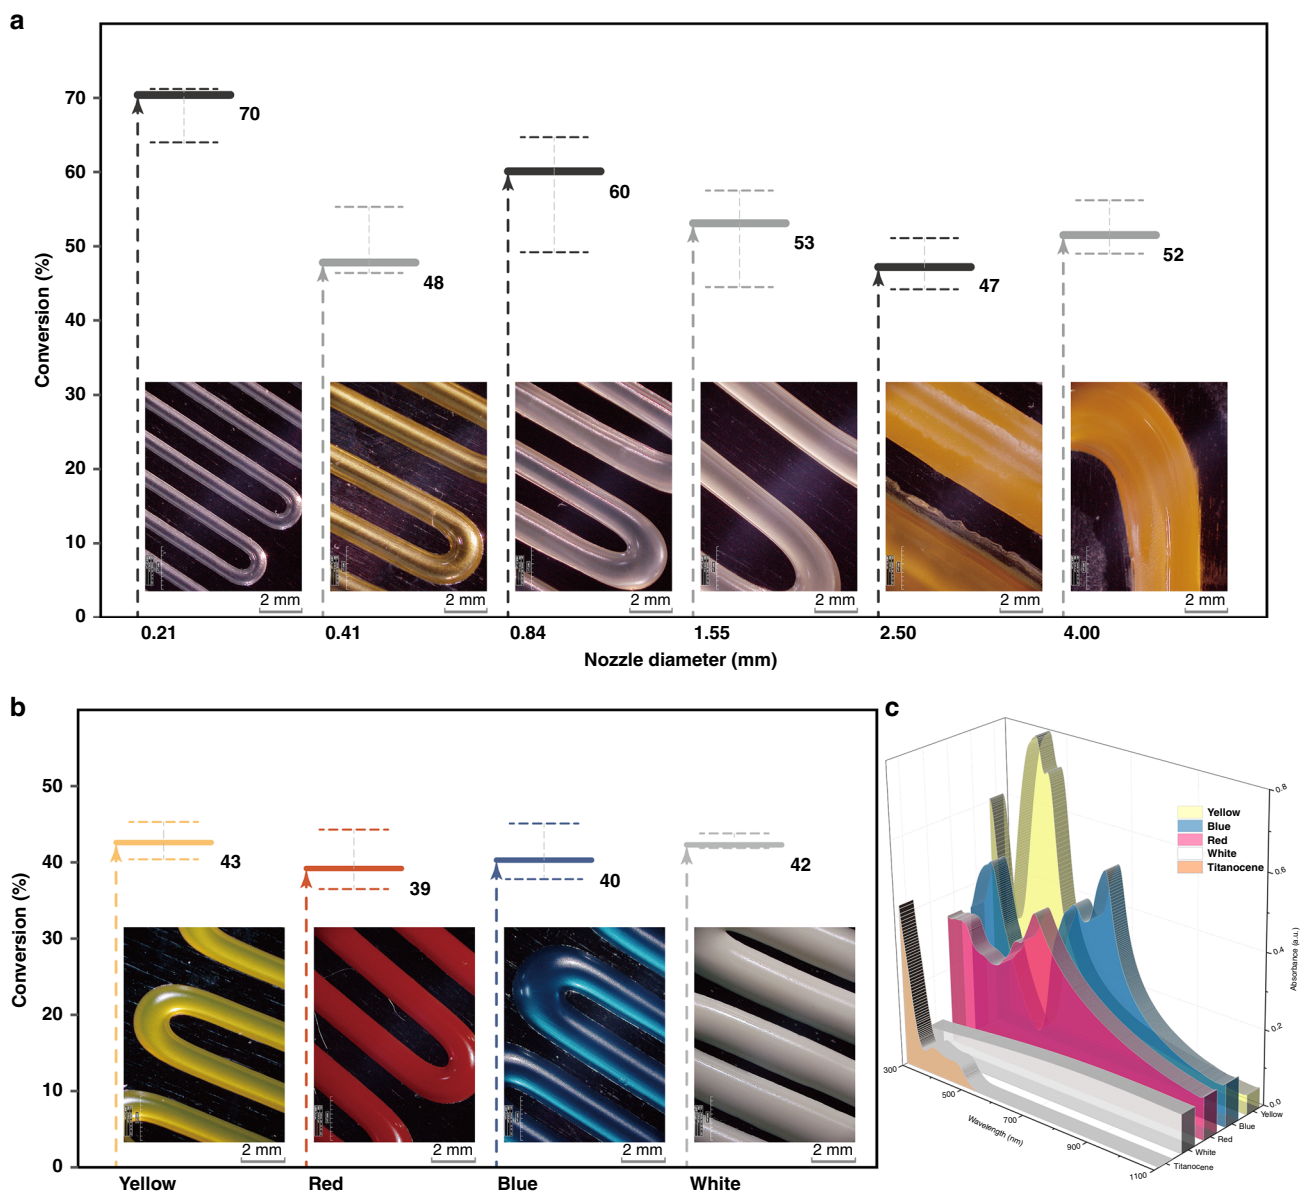 a
Conversion (%)
70
60
50
40
30
20
10
0
70
48
60
53
47
52
2 mm
2 mm
2 mm
2 mm
2 mm
2 mm
0.21
0.41
0.84
1.55
2.50
4.00
Nozzle diameter (mm)
b
Conversion (%)
50
40
30
20
10
0
43
39
40
42
2 mm
2 mm
2 mm
2 mm
Yellow
Red
Blue
White
c
Yellow
Blue
Red
White
Titanocene
0.8
0.6
0.4
0.2
0.0
Absorbance (a.u.)
300
500
700
900
1100
Wavelength (nm)
Yellow
Blue
Red
White
Titanocene